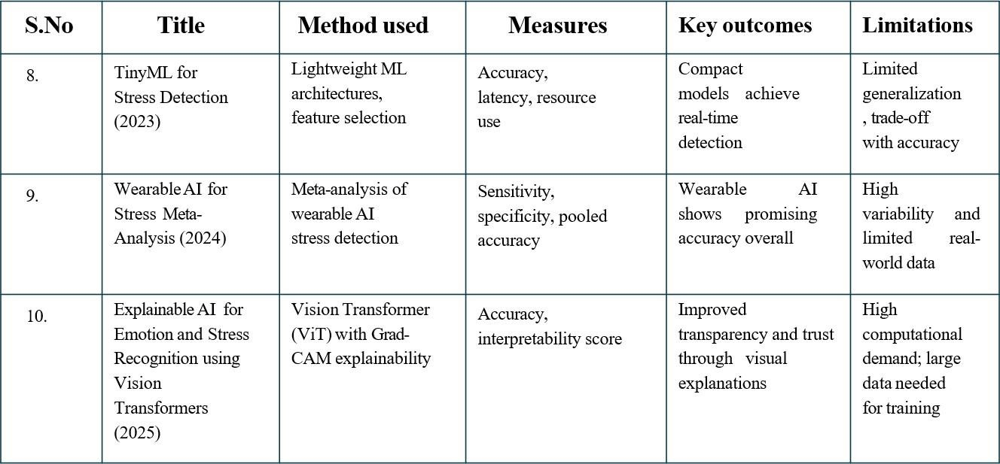 S.No Title Method used Measures Key outcomes Limitations
8.
TinyML for
Stress Detection
(2023)
Lightweight ML
architectures,
feature selection
Accuracy,
latency, resource
use
Compact
models achieve
real-time
detection
Limited
generalization
, trade-off
with accuracy
9.
Wearable AI for
Stress Meta-
Analysis (2024)
Meta-analysis of
wearable AI
stress detection
Sensitivity,
specificity, pooled
accuracy
Wearable AI
shows promising
accuracy overall
High
variability and
limited real-
world data
10.
Explainable AI for
Emotion and Stress
Recognition using
Vision
Transformers
(2025)
Vision Transformer
(ViT) with Grad-
CAM explainability
Accuracy,
interpretability score
Improved
transparency and trust
through visual
explanations
High
computational
demand; large
data needed
for training